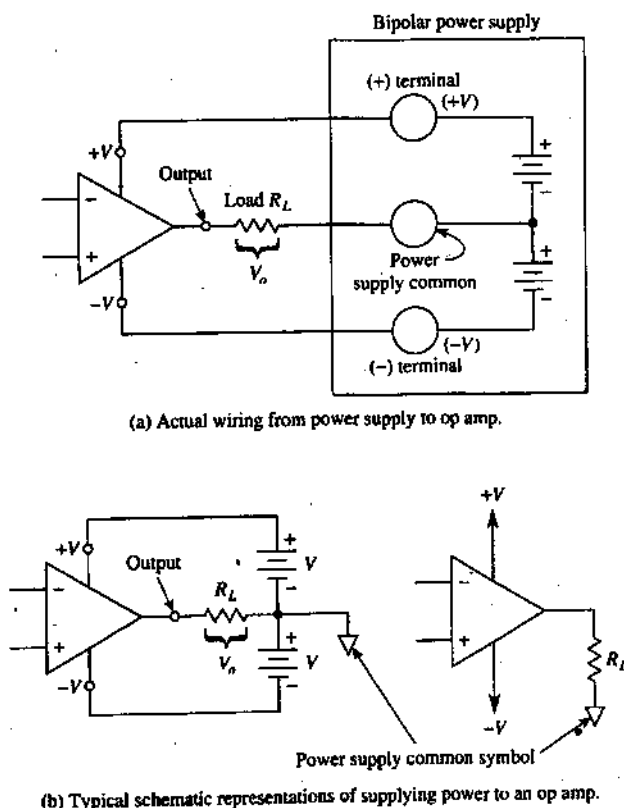 Bipolar power supply
(+) terminal
(+V)
+V
+
Output
Load R_L
−
−
+
V_o
Power
supply common
+
−
−V
(−V)
(−) terminal
(a) Actual wiring from power supply to op amp.
+V
+V
+
V
Output
R_L
−
−
−
+
+
+
V_o
V
R_L
−V
−
−V
Power supply common symbol
(b) Typical schematic representations of supplying power to an op amp.